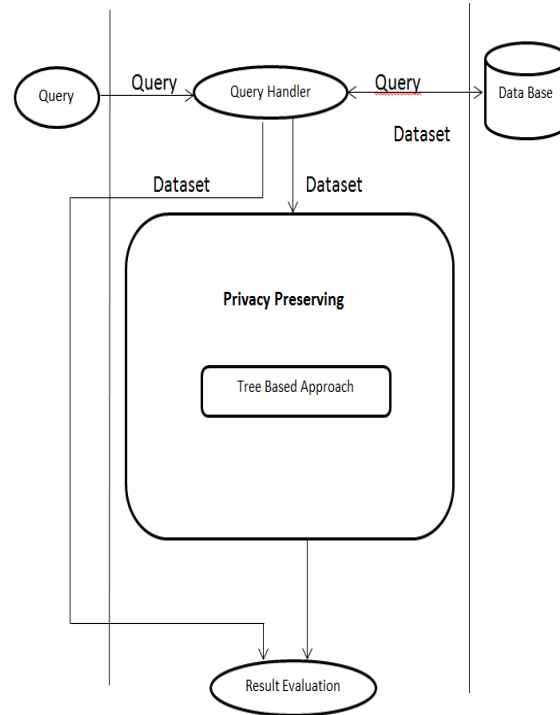 Query
Query
Query Handler
Query
Data Base
Dataset
Dataset
Dataset
Privacy Preserving
Tree Based Approach
Result Evaluation